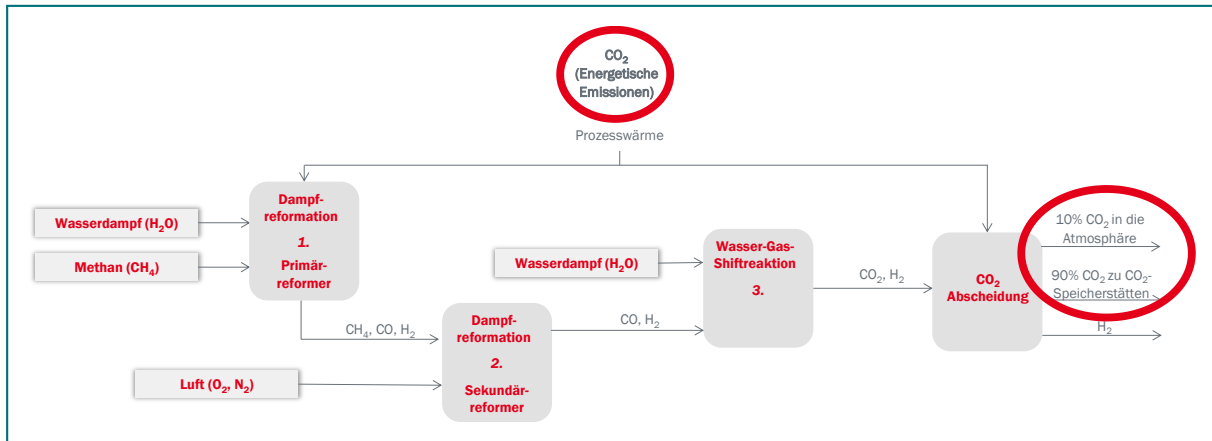 CO₂
(Energetische
Emissionen)
Prozesswärme
Dampf-
reformation
1.
Primär-
reformer
Wasserdampf (H₂O)
Methan (CH₄)
Wasserdampf (H₂O)
Wasser-Gas-
Shiftreaktion
3.
CO₂, H₂
CO₂
Abscheidung
10% CO₂ in die
Atmosphäre
90% CO₂ zu CO₂-
Speicherstätten
H₂
CH₄, CO, H₂
Dampf-
reformation
2.
Sekundär-
reformer
CO, H₂
Luft (O₂, N₂)